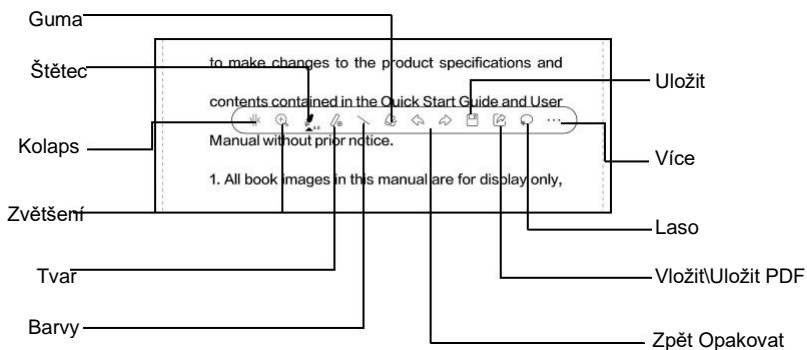 Guma
Štětec
Kolaps
Zvětšení
Tvar
Barvy
to make changes to the product specifications and
contents contained in the Quick Start Guide and User
Manual without prior notice.
1. All book images in this manual are for display only,
Uložit
Více
Laso
Vložit\Uložit PDF
Zpět Opakovat